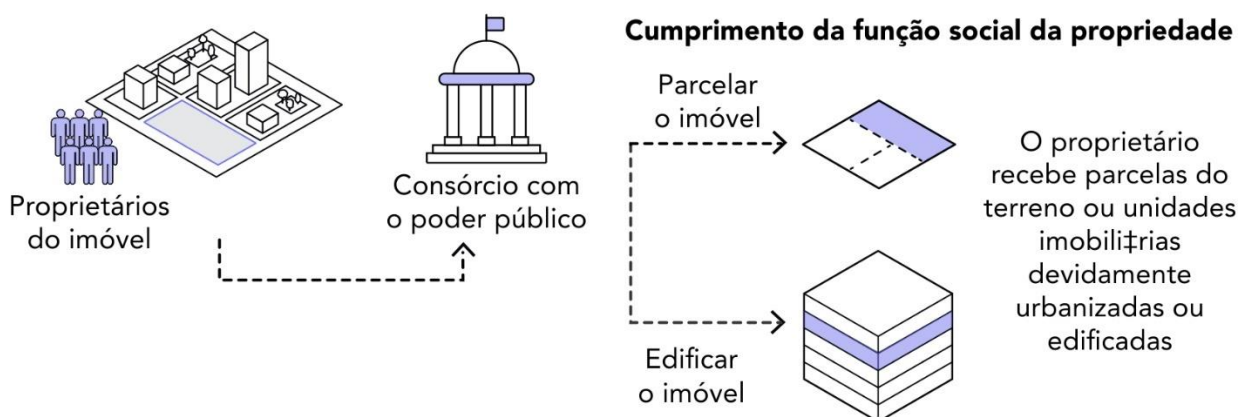 Cumprimento da função social da propriedade
Proprietários
do imóvel
Consórcio com
o poder público
Parcelar
o imóvel
Edificar
o imóvel
O proprietário
recebe parcelas do
terreno ou unidades
imobili‡rias
devidamente
urbanizadas ou
edificadas